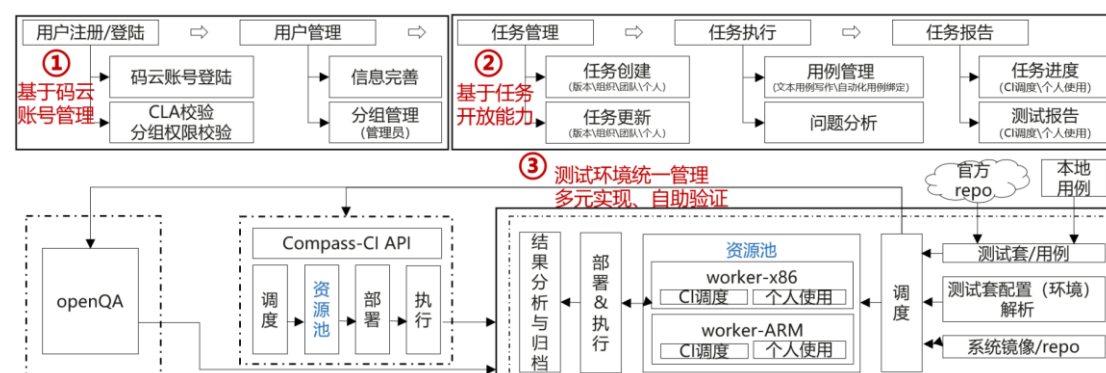 用户注册/登陆
⇨
用户管理
⇨
①
基于码云
账号管理
码云账号登陆
CLA校验
分组权限校验
信息完善
分组管理
(管理员)
任务管理
⇨
任务执行
⇨
任务报告
②
基于任务
开放能力
任务创建
(版本\组织\团队\个人)
任务更新
(版本\组织\团队\个人)
用例管理
(文本用例写作\自动化用例绑定)
问题分析
任务进度
(CI调度\个人使用)
测试报告
(CI调度\个人使用)
③
测试环境统一管理
多元实现、自助验证
官方
repo
本地
用例
openQA
Compass-CI API
调度
资源池
部署
执行
结果分析与归档
部署&执行
资源池
worker-x86
CI调度
个人使用
worker-ARM
CI调度
个人使用
调度
测试套/用例
测试套配置（环境）
解析
系统镜像/repo